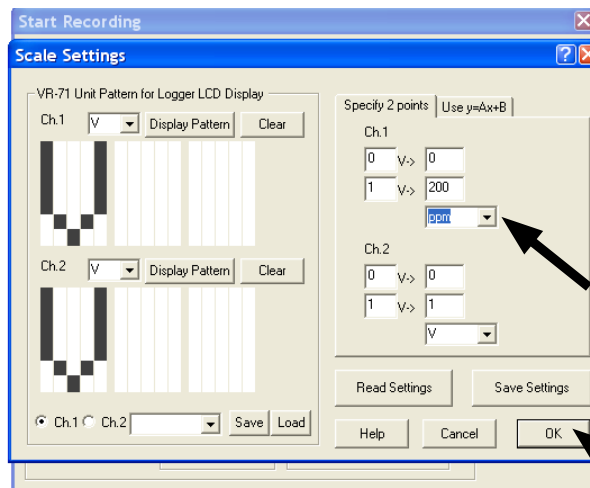 Start Recording
Scale Settings
VR-71 Unit Pattern for Logger LCD Display
Ch.1 V Display Pattern Clear
Ch.2 V Display Pattern Clear
Ch.1 Ch.2 Save Load
Specify 2 points Use y=Ax+B
Ch.1
0 V-> 0
1 V-> 200
ppm
Ch.2
0 V-> 0
1 V-> 1
V
Read Settings Save Settings
Help Cancel OK